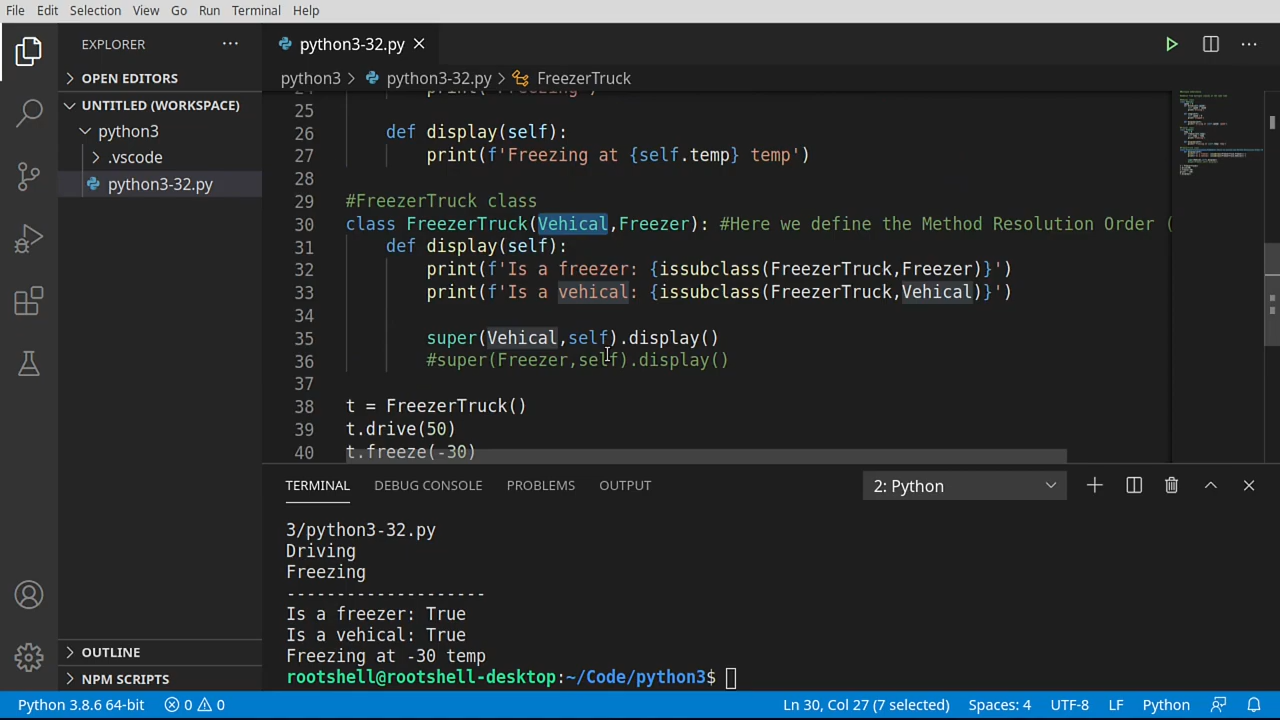 File Edit Selection View Go Run Terminal Help
EXPLORER
python3-32.py
python3 > python3-32.py > FreezerTruck
OPEN EDITORS
UNTITLED (WORKSPACE)
python3
.vscode
python3-32.py
OUTLINE
NPM SCRIPTS
24 print('Freezing')
25
26 def display(self):
27 print(f'Freezing at {self.temp} temp')
28
29 #FreezerTruck class
30 class FreezerTruck(Vehical,Freezer): #Here we define the Method Resolution Order (
31 def display(self):
32 print(f'Is a freezer: {issubclass(FreezerTruck,Freezer)}')
33 print(f'Is a vehical: {issubclass(FreezerTruck,Vehical)}')
34
35 super(Vehical,self).display()
36 #super(Freezer,self).display()
37
38 t = FreezerTruck()
39 t.drive(50)
40 t.freeze(-30)
TERMINAL DEBUG CONSOLE PROBLEMS OUTPUT 2: Python
3/python3-32.py
Driving
Freezing
--------------------
Is a freezer: True
Is a vehical: True
Freezing at -30 temp
rootshell@rootshell-desktop:~/Code/python3$
Python 3.8.6 64-bit 0 0 Ln 30, Col 27 (7 selected) Spaces: 4 UTF-8 LF Python